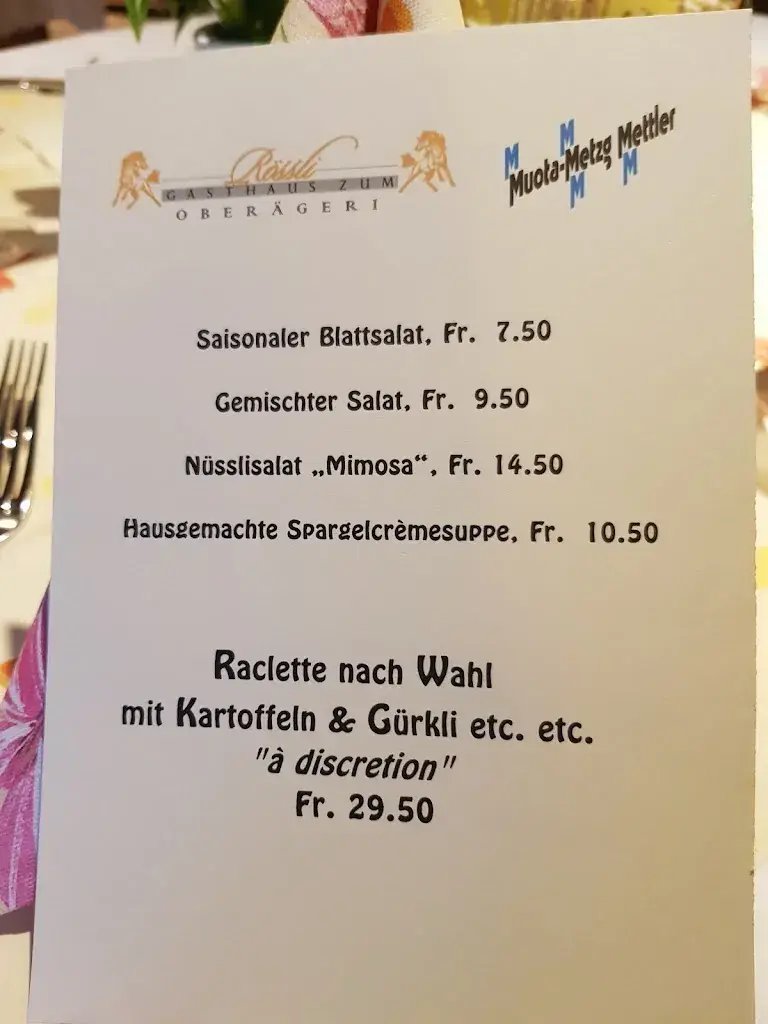 Rössli
GASTHAUS ZUM
OBERÄGERI
M M
Muota-Metzg Mettler
M M
Saisonaler Blattsalat, Fr. 7.50
Gemischter Salat, Fr. 9.50
Nüsslisalat „Mimosa“, Fr. 14.50
Hausgemachte Spargelcrèmesuppe, Fr. 10.50
Raclette nach Wahl
mit Kartoffeln & Gürkli etc. etc.
"à discretion"
Fr. 29.50